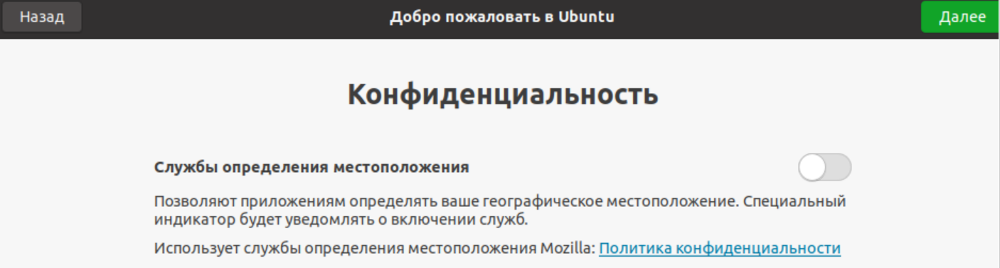 Назад
Добро пожаловать в Ubuntu
Далее
Конфиденциальность
Службы определения местоположения
Позволяют приложениям определять ваше географическое местоположение. Специальный
индикатор будет уведомлять о включении служб.
Использует службы определения местоположения Mozilla: Политика конфиденциальности